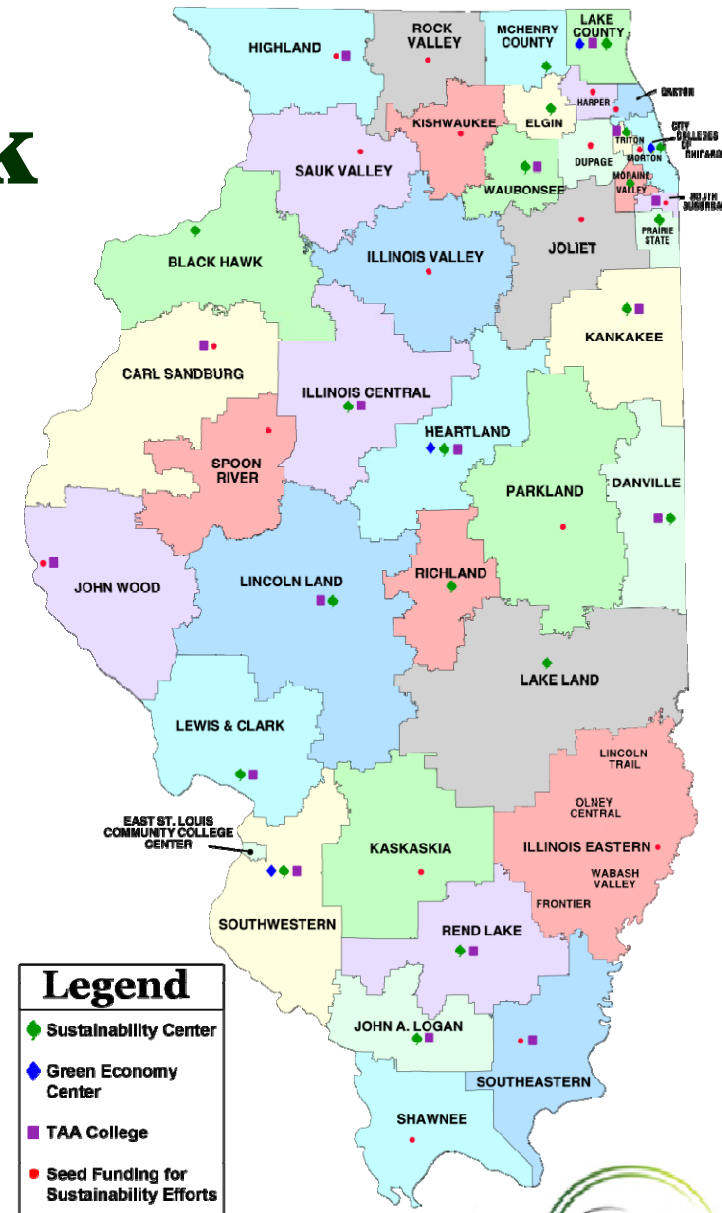 k
HIGHLAND
ROCK
VALLEY
MCHENRY
COUNTY
LAKE
COUNTY
HARPER
OAKTON
KISHWAUKEE
ELGIN
TRITON
CITY
COLLEGES
OF
CHICAGO
SAUK VALLEY
WAUBONSEE
DUPAGE
MORTON
MORAINE
VALLEY
SOUTH
SUBURBAN
PRAIRIE
STATE
BLACK HAWK
ILLINOIS VALLEY
JOLIET
KANKAKEE
CARL SANDBURG
ILLINOIS CENTRAL
HEARTLAND
SPOON
RIVER
PARKLAND
DANVILLE
JOHN WOOD
LINCOLN LAND
RICHLAND
LAKE LAND
LEWIS & CLARK
LINCOLN
TRAIL
OLNEY
CENTRAL
EAST ST. LOUIS
COMMUNITY COLLEGE
CENTER
KASKASKIA
ILLINOIS EASTERN
WABASH
VALLEY
FRONTIER
SOUTHWESTERN
REND LAKE
JOHN A. LOGAN
SOUTHEASTERN
SHAWNEE
Legend
Sustainability Center
Green Economy
Center
TAA College
Seed Funding for
Sustainability Efforts